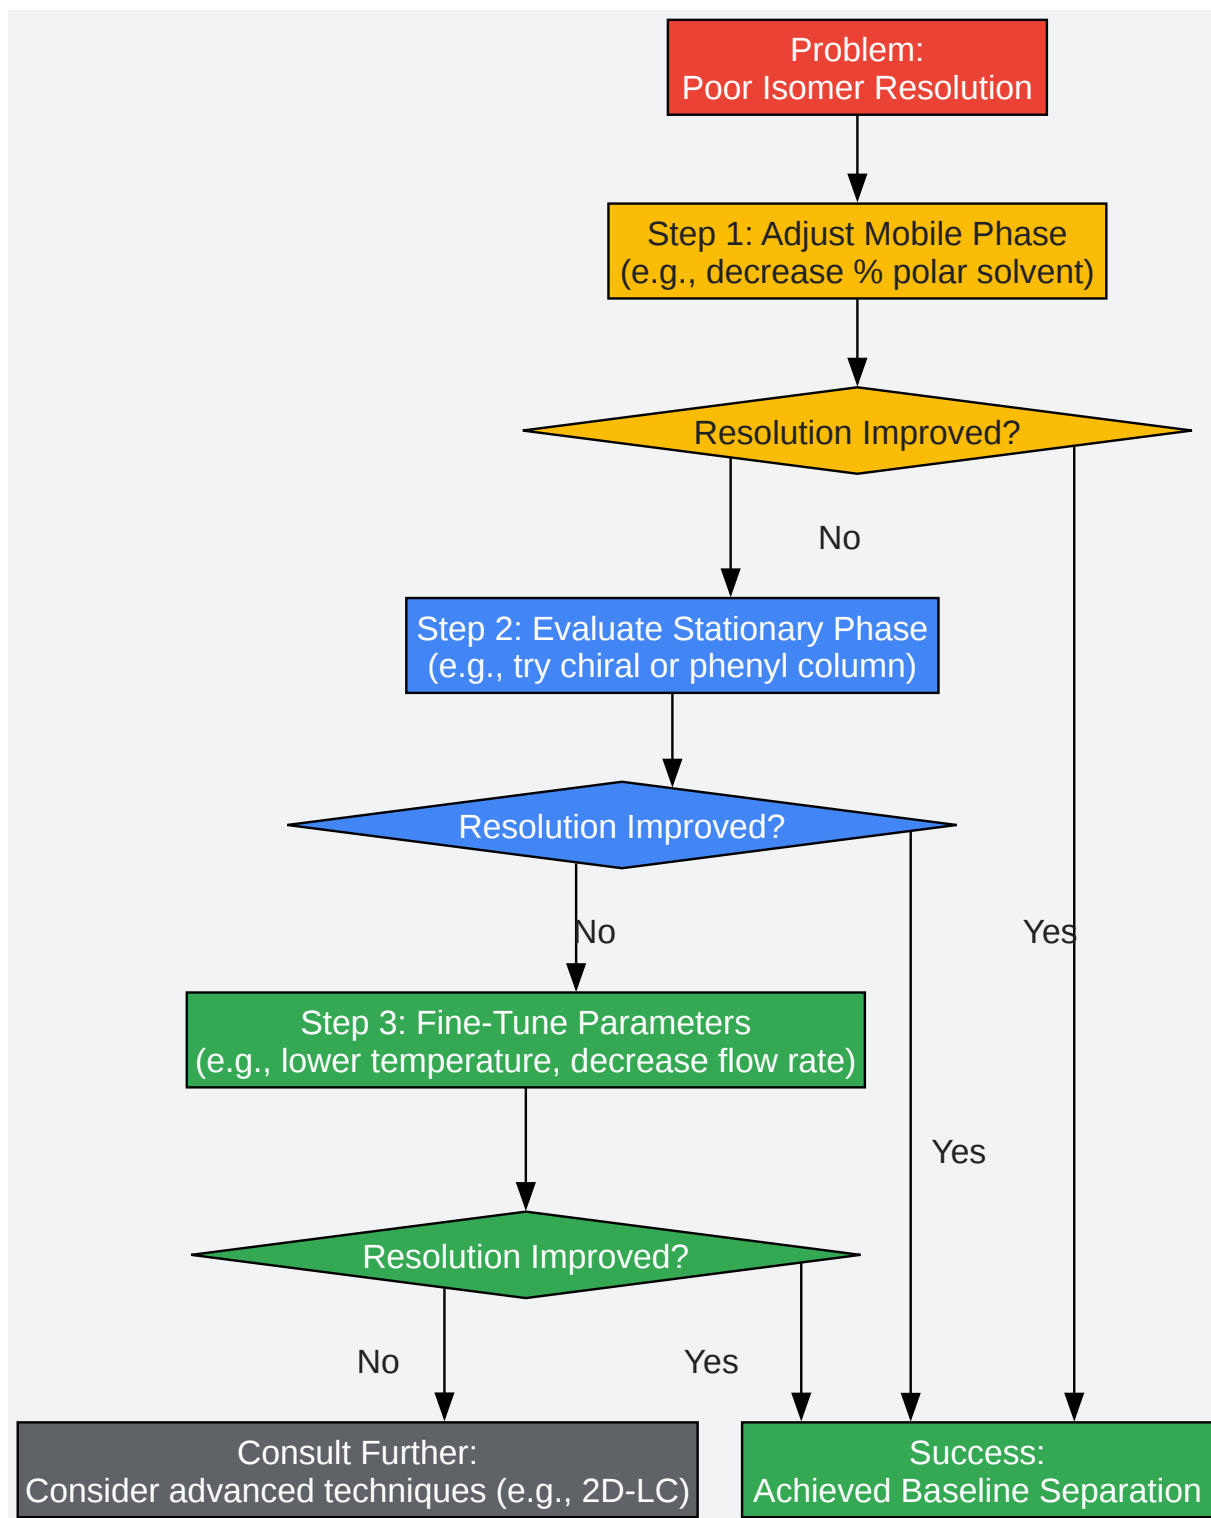 Problem:
Poor Isomer Resolution
Step 1: Adjust Mobile Phase
(e.g., decrease % polar solvent)
Resolution Improved?
No
Step 2: Evaluate Stationary Phase
(e.g., try chiral or phenyl column)
Resolution Improved?
No
Yes
Step 3: Fine-Tune Parameters
(e.g., lower temperature, decrease flow rate)
Yes
Resolution Improved?
No
Yes
Consult Further:
Consider advanced techniques (e.g., 2D-LC)
Success:
Achieved Baseline Separation